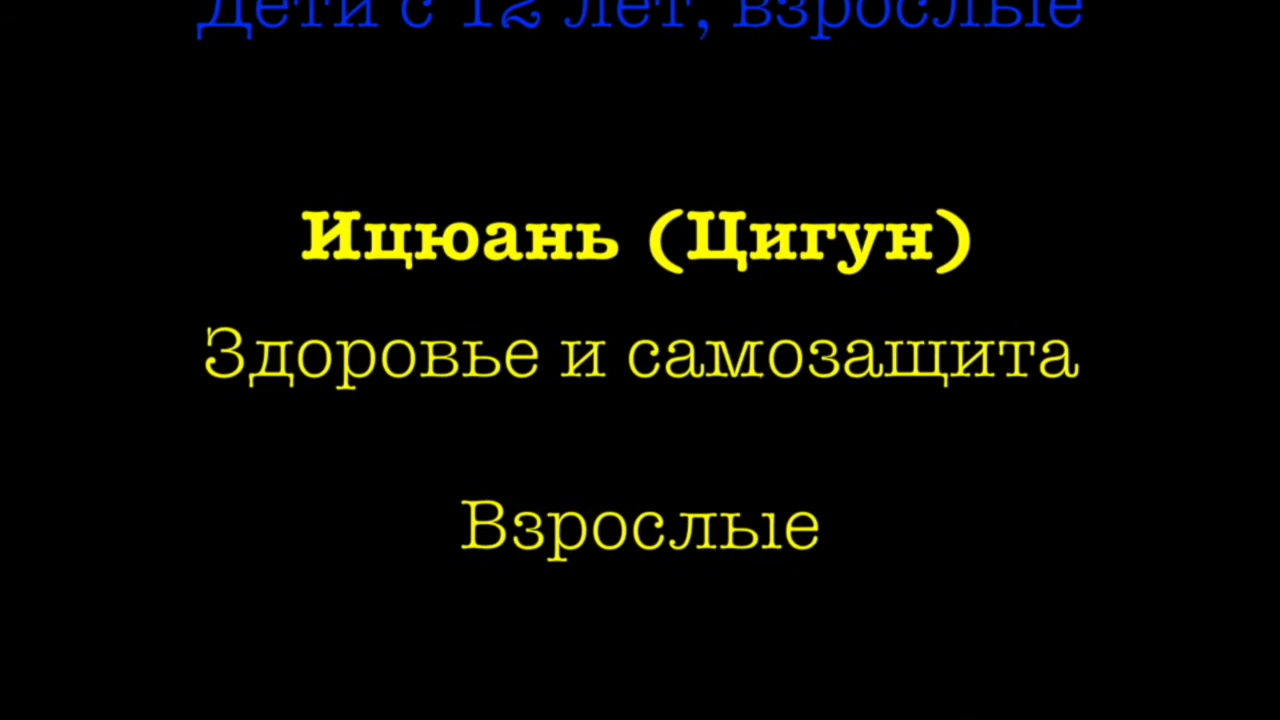 Дети с 12 лет, взрослые
Ицюань (Цигун)
Здоровье и самозащита
Взрослые